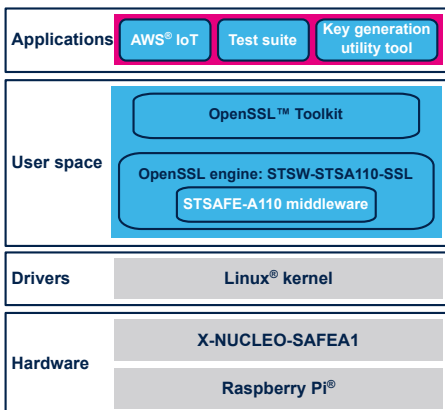 Applications
AWS® IoT
Test suite
Key generation
utility tool
User space
OpenSSL™ Toolkit
OpenSSL engine: STSW-STSA110-SSL
STSAFE-A110 middleware
Drivers
Linux® kernel
Hardware
X-NUCLEO-SAFEA1
Raspberry Pi®